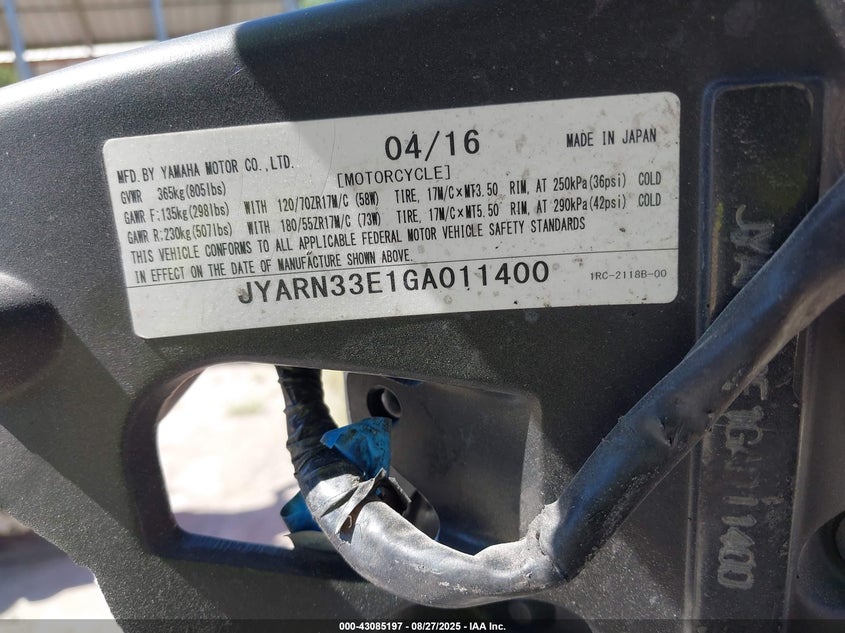 04/16
MADE IN JAPAN
MFD. BY YAMAHA MOTOR CO.,LTD.
[MOTORCYCLE]
GVWR 365kg(805lbs)
GAWR F:135kg(298lbs) WITH 120/70ZR17M/C (58W) TIRE, 17M/C×MT3.50 RIM, AT 250kPa(36psi) COLD
GAWR R:230kg(507lbs) WITH 180/55ZR17M/C (73W) TIRE, 17M/C×MT5.50 RIM, AT 290kPa(42psi) COLD
THIS VEHICLE CONFORMS TO ALL APPLICABLE FEDERAL MOTOR VEHICLE SAFETY STANDARDS
IN EFFECT ON THE DATE OF MANUFACTURE SHOWN ABOVE.
JYARN33E1GA011400
1RC-2118B-00
000-43085197 - 08/27/2025 - IAA Inc.